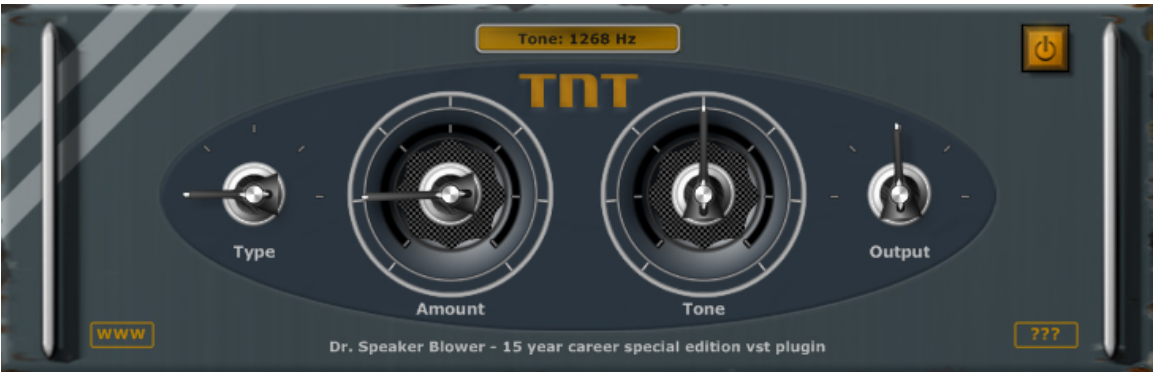 Tone: 1268 Hz
TNT
Type
Output
Amount
Tone
www
???
Dr. Speaker Blower - 15 year career special edition vst plugin